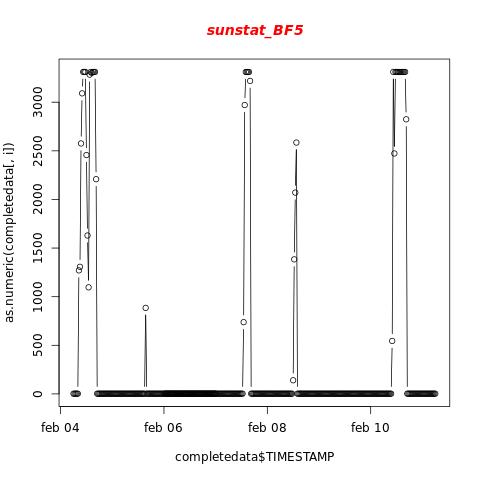 sunstat_BF5
as.numeric(completedata[, i])
3000
2500
2000
1500
1000
500
0
feb 04 feb 06 feb 08 feb 10
completedata$TIMESTAMP